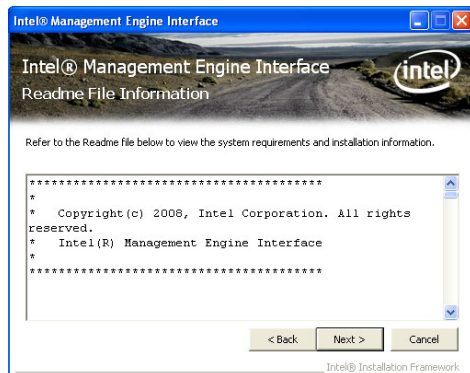 Intel® Management Engine Interface
Intel® Management Engine Interface
Readme File Information
intel
Refer to the Readme file below to view the system requirements and installation information.
****************************************
*
*   Copyright(c) 2008, Intel Corporation. All rights
reserved.
*   Intel(R) Management Engine Interface
*
****************************************
< Back
Next >
Cancel
Intel® Installation Framework